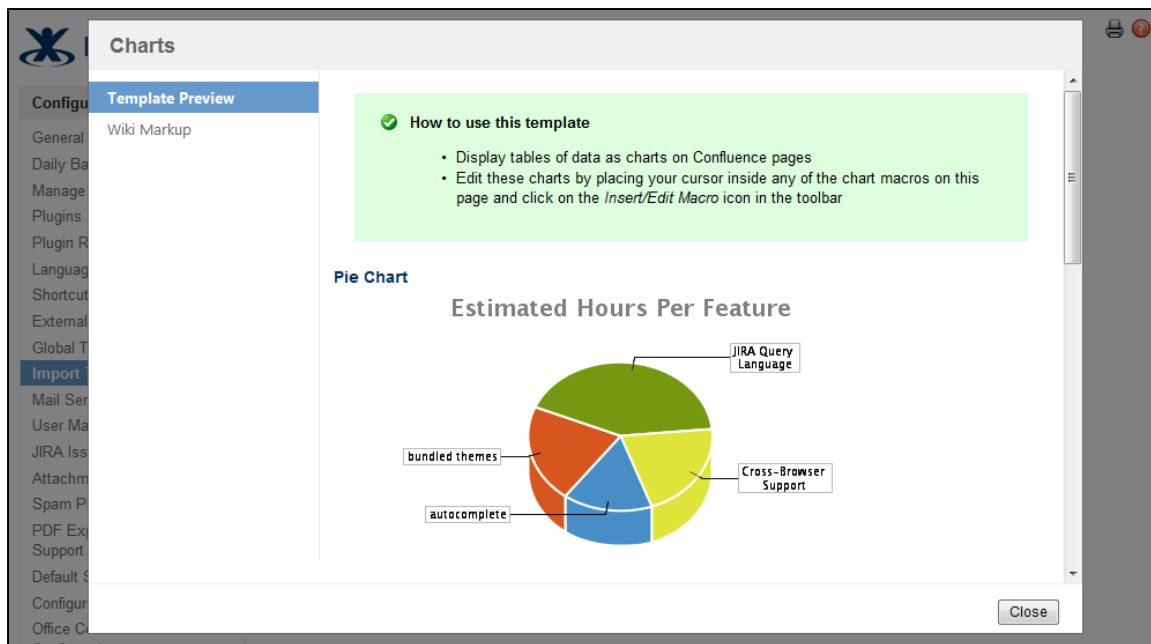 Charts
Template Preview
Wiki Markup
How to use this template
• Display tables of data as charts on Confluence pages
• Edit these charts by placing your cursor inside any of the chart macros on this
page and click on the Insert/Edit Macro icon in the toolbar
Pie Chart
Estimated Hours Per Feature
JIRA Query
Language
bundled themes
Cross-Browser
Support
autocomplete
Close
Configu
General
Daily Ba
Manage
Plugins
Plugin R
Languag
Shortcut
External
Global T
Import T
Mail Ser
User Ma
JIRA Iss
Attachm
Spam P
PDF Exp
Support
Default S
Configur
Office Co